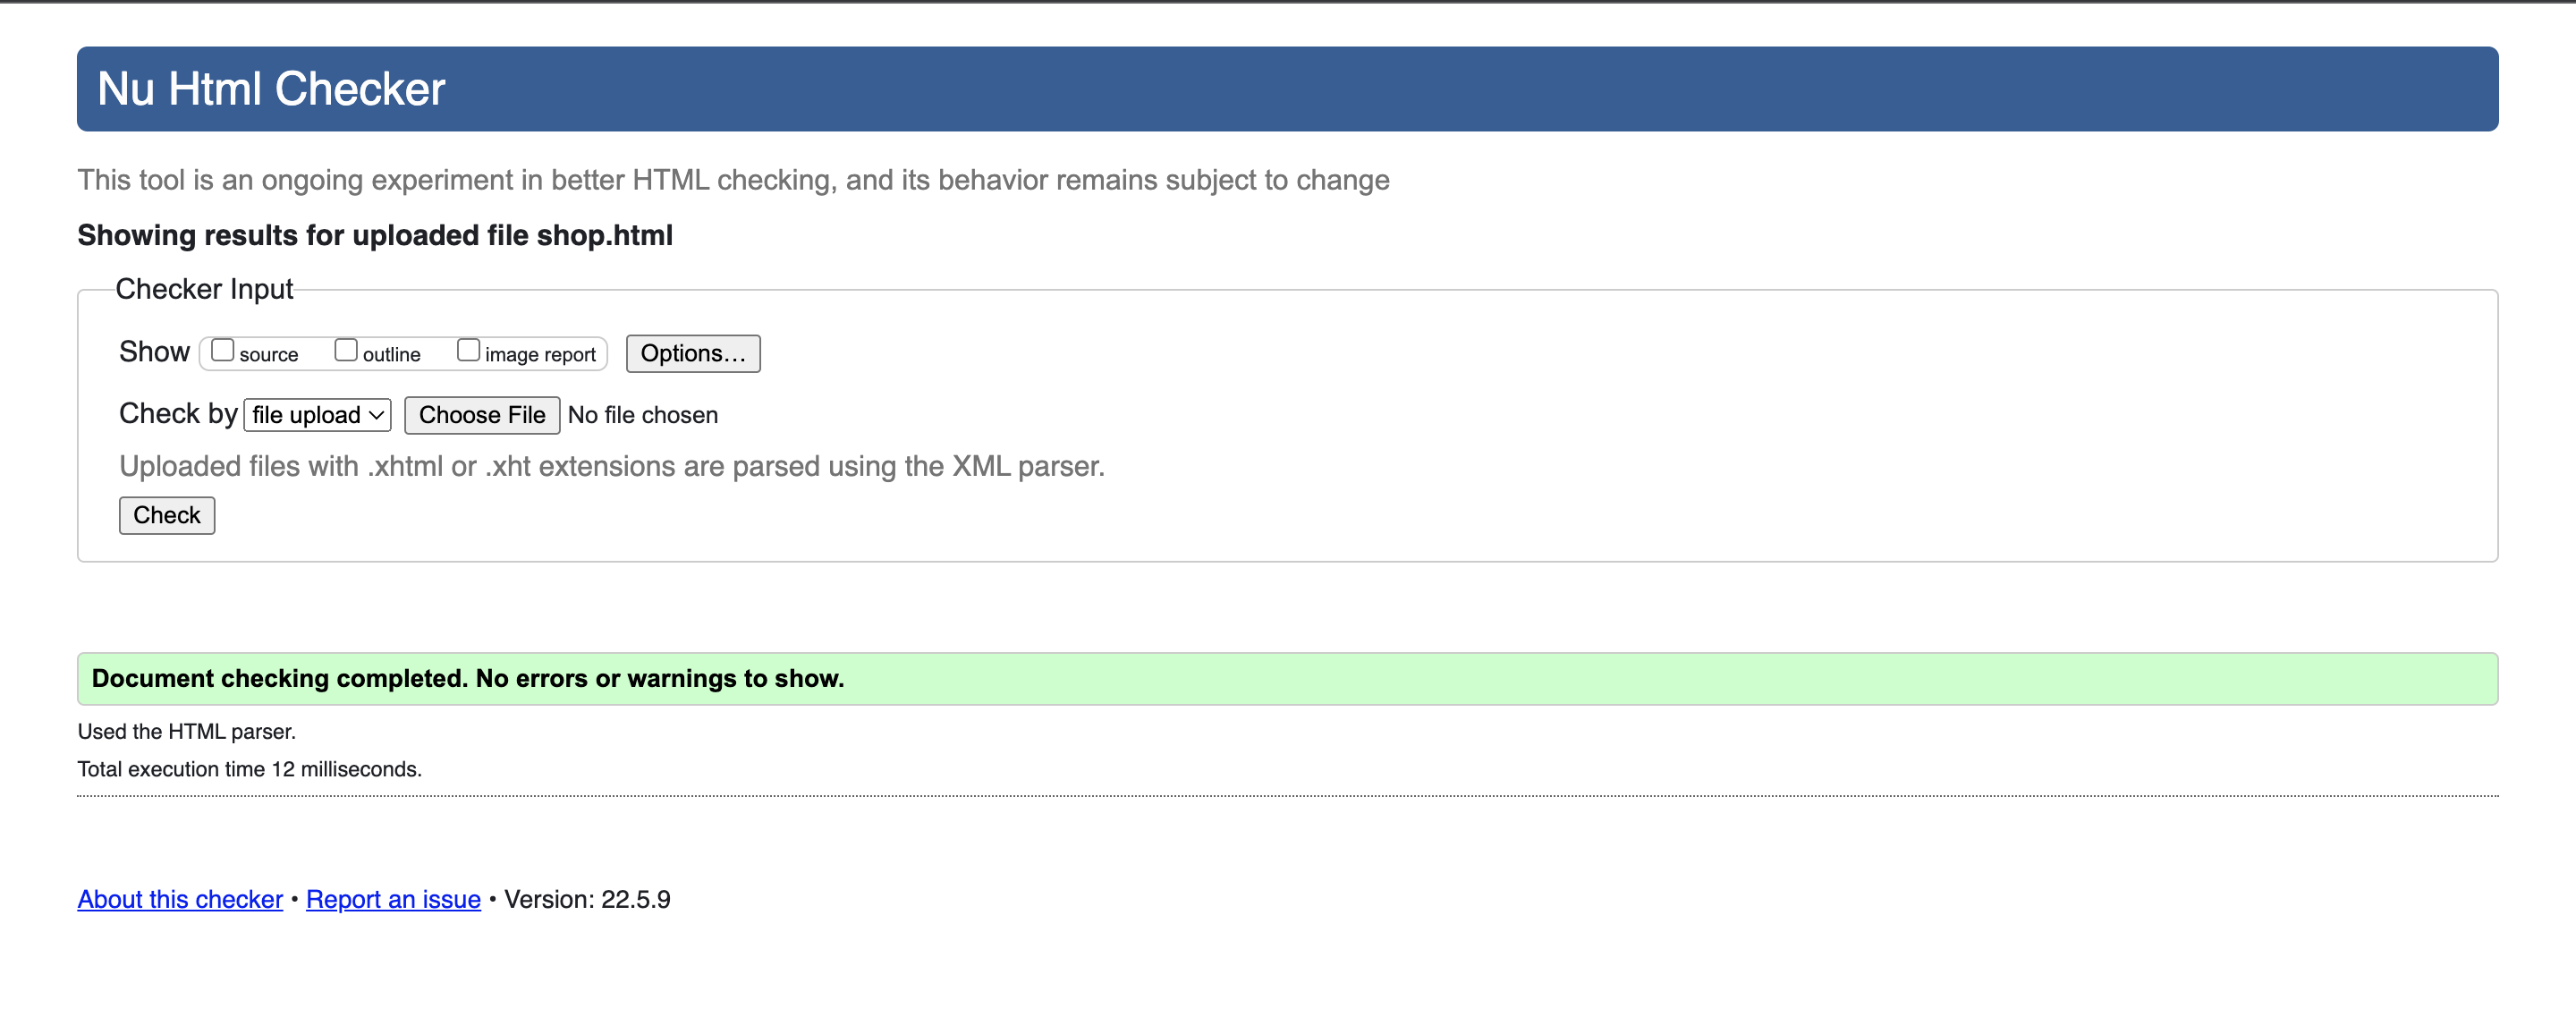 Nu Html Checker
This tool is an ongoing experiment in better HTML checking, and its behavior remains subject to change
Showing results for uploaded file shop.html
Checker Input
Show source outline image report Options...
Check by file upload Choose File No file chosen
Uploaded files with .xhtml or .xht extensions are parsed using the XML parser.
Check
Document checking completed. No errors or warnings to show.
Used the HTML parser.
Total execution time 12 milliseconds.
About this checker • Report an issue • Version: 22.5.9